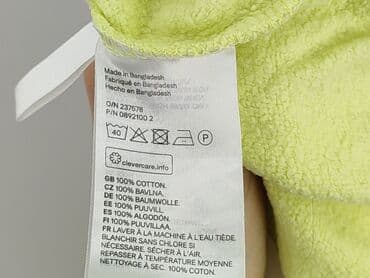 Made in Bangladesh
Fabriqué en Bangladesh
Hecho en Bangladesh
O/N 237578
P/N 0892100 2
40 P
clevercare.info
GB 100% COTTON.
CZ 100% BAVLNA.
DE 100% BAUMWOLLE.
EE 100% PUUVILL.
ES 100% ALGODÓN.
FI 100% PUUVILLAA.
FR LAVER À LA MACHINE À L'EAU TIÈDE.
BLANCHIR SANS CHLORE SI
NÉCESSAIRE. SÉCHER À L'AIR LIBRE
REPASSER À TEMPÉRATURE MOYENNE
NETTOYAGE À SEC. 100% COTON